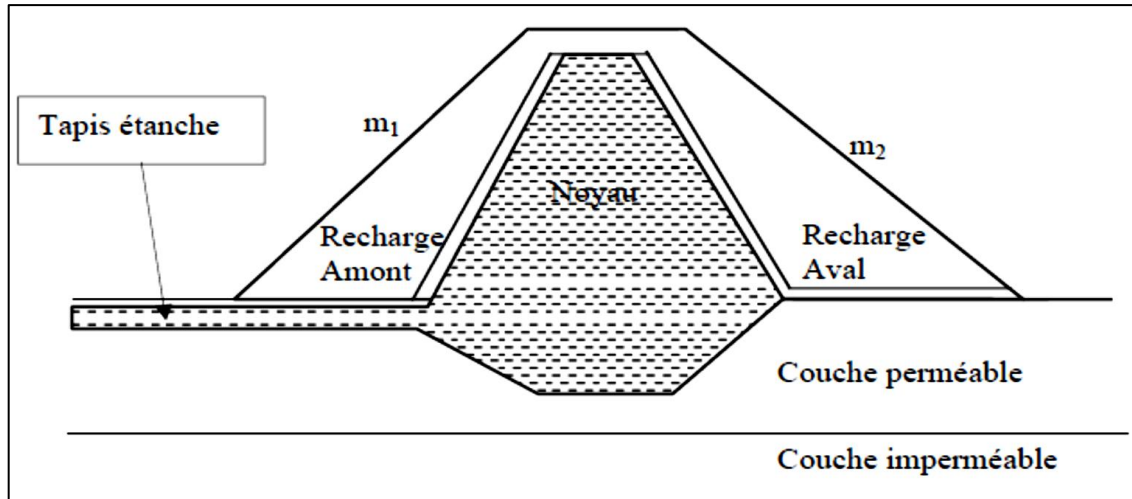 Tapis étanche
m1
m2
Noyau
Recharge
Amont
Recharge
Aval
Couche perméable
Couche imperméable